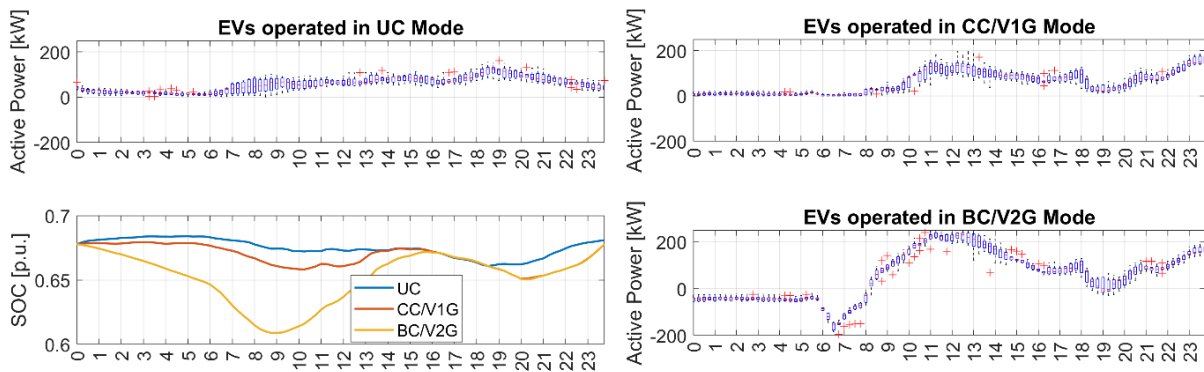 EVs operated in UC Mode
Active Power [kW]
200
0
-200
0 1 2 3 4 5 6 7 8 9 10 11 12 13 14 15 16 17 18 19 20 21 22 23
EVs operated in CC/V1G Mode
Active Power [kW]
200
0
-200
0 1 2 3 4 5 6 7 8 9 10 11 12 13 14 15 16 17 18 19 20 21 22 23
SOC [p.u.]
0.7
0.65
0.6
UC
CC/V1G
BC/V2G
0 1 2 3 4 5 6 7 8 9 10 11 12 13 14 15 16 17 18 19 20 21 22 23
EVs operated in BC/V2G Mode
Active Power [kW]
200
0
-200
0 1 2 3 4 5 6 7 8 9 10 11 12 13 14 15 16 17 18 19 20 21 22 23